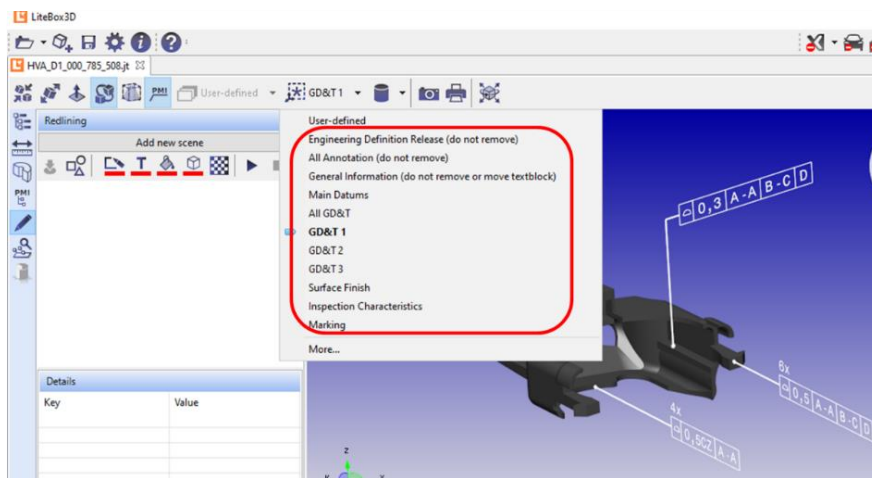 LiteBox3D
HVA_D1_000_785_508.jt
PMI
User-defined
GD&T 1
Redlining
Add new scene
T
PMI
User-defined
Engineering Definition Release (do not remove)
All Annotation (do not remove)
General Information (do not remove or move textblock)
Main Datums
All GD&T
GD&T 1
GD&T 2
GD&T 3
Surface Finish
Inspection Characteristics
Marking
More...
0,3 A-A B-C D
6x
0,5 A-A B-C D
4x
0,5CZ A-A
Details
Key Value
z